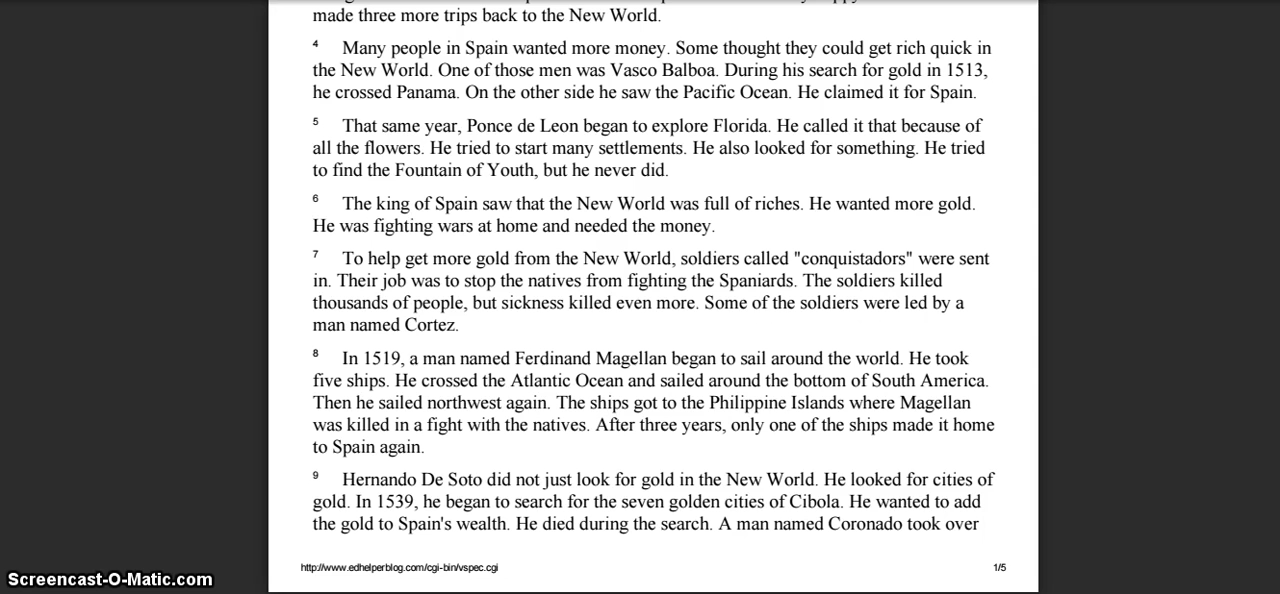 made three more trips back to the New World.
4 Many people in Spain wanted more money. Some thought they could get rich quick in
the New World. One of those men was Vasco Balboa. During his search for gold in 1513,
he crossed Panama. On the other side he saw the Pacific Ocean. He claimed it for Spain.
5 That same year, Ponce de Leon began to explore Florida. He called it that because of
all the flowers. He tried to start many settlements. He also looked for something. He tried
to find the Fountain of Youth, but he never did.
6 The king of Spain saw that the New World was full of riches. He wanted more gold.
He was fighting wars at home and needed the money.
7 To help get more gold from the New World, soldiers called "conquistadors" were sent
in. Their job was to stop the natives from fighting the Spaniards. The soldiers killed
thousands of people, but sickness killed even more. Some of the soldiers were led by a
man named Cortez.
8 In 1519, a man named Ferdinand Magellan began to sail around the world. He took
five ships. He crossed the Atlantic Ocean and sailed around the bottom of South America.
Then he sailed northwest again. The ships got to the Philippine Islands where Magellan
was killed in a fight with the natives. After three years, only one of the ships made it home
to Spain again.
9 Hernando De Soto did not just look for gold in the New World. He looked for cities of
gold. In 1539, he began to search for the seven golden cities of Cibola. He wanted to add
the gold to Spain's wealth. He died during the search. A man named Coronado took over
http://www.edhelperblog.com/cgi-bin/vspec.cgi 1/5
Screencast-O-Matic.com